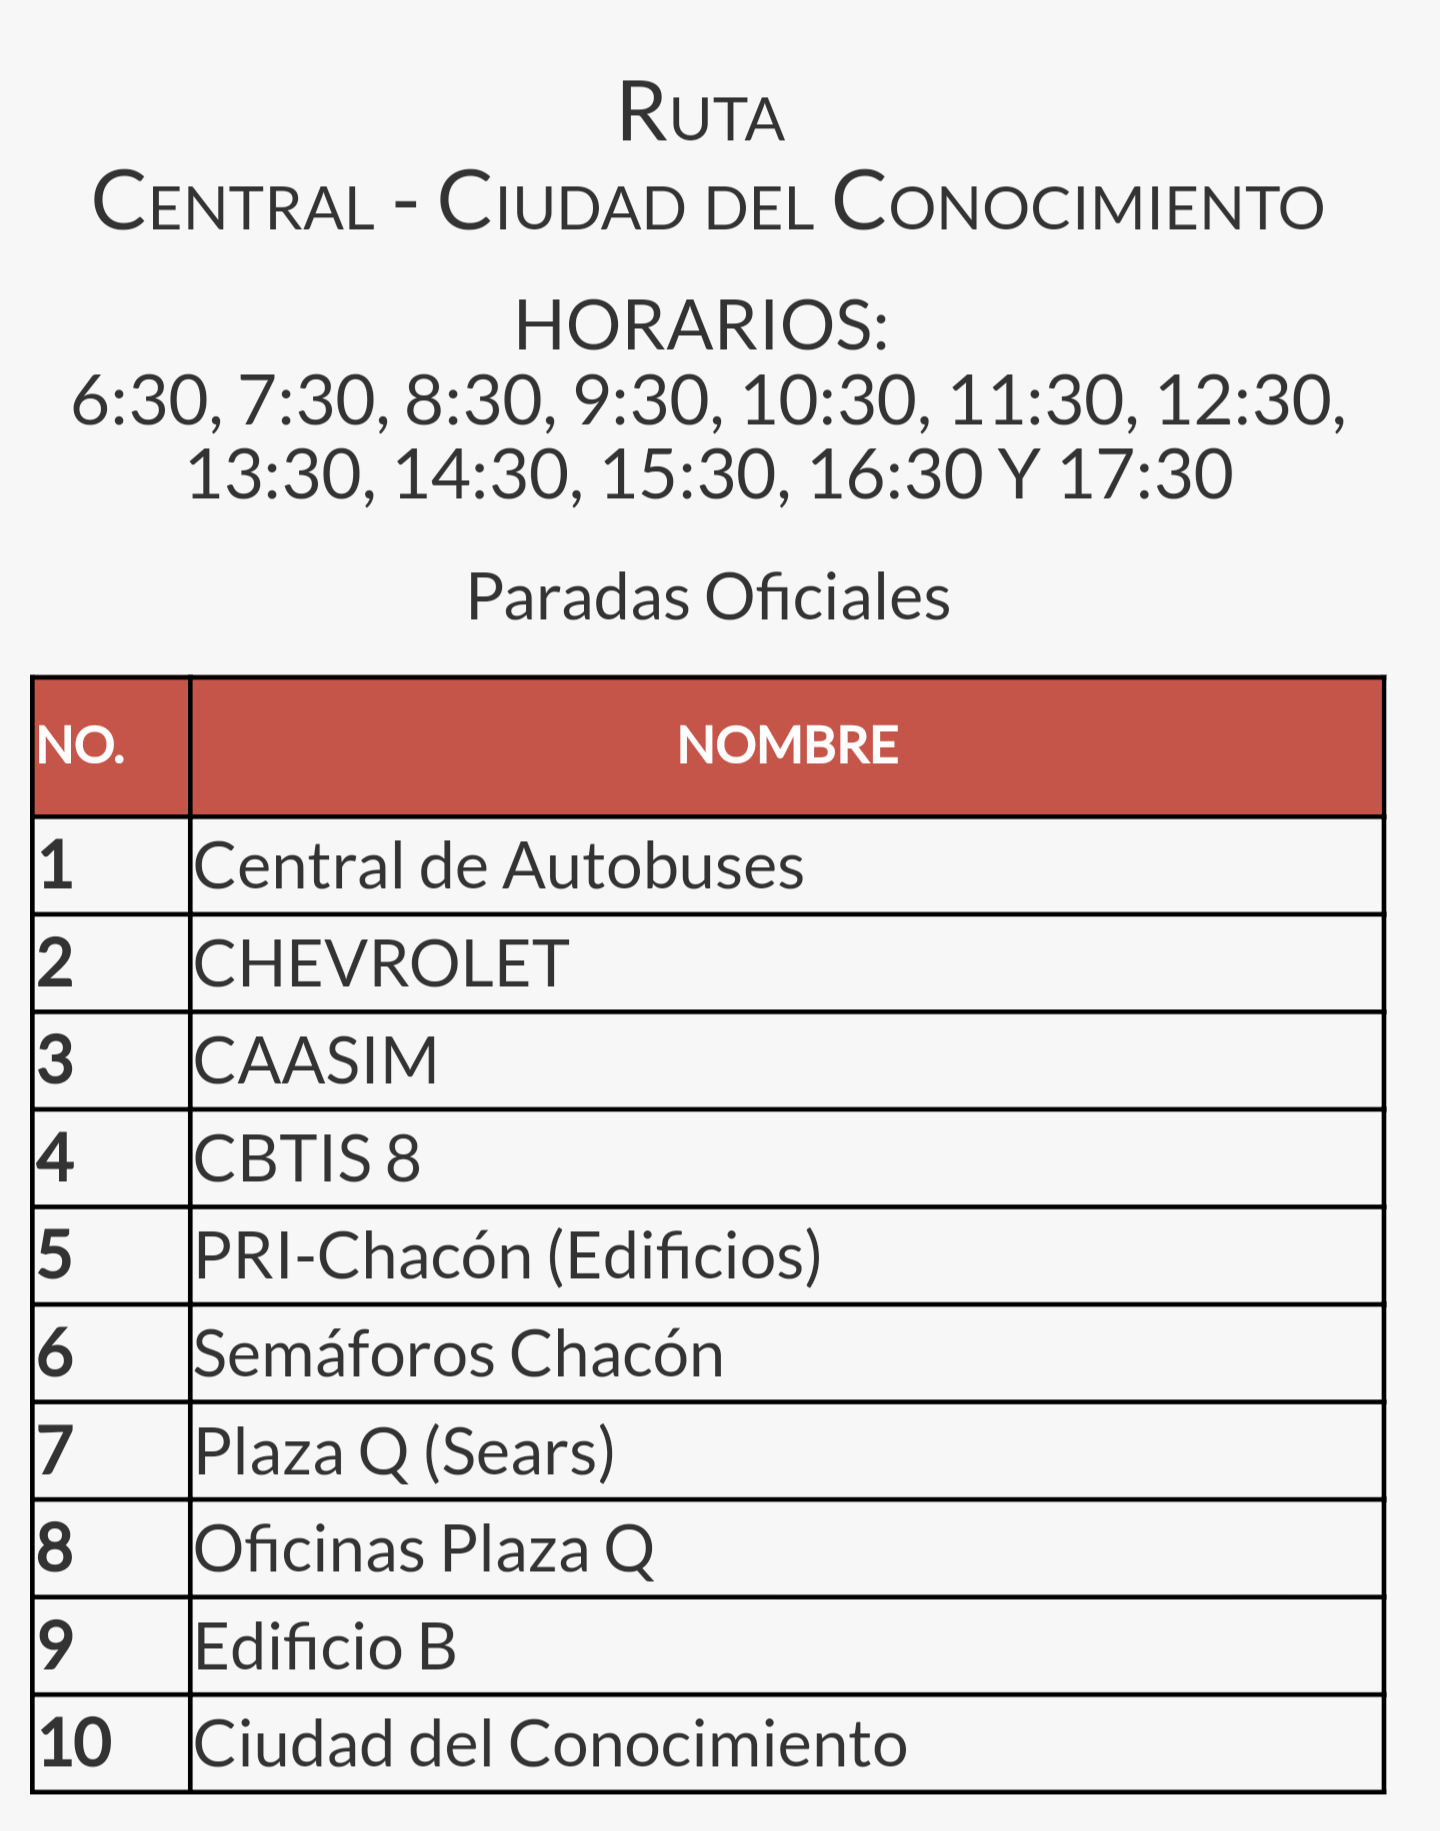 Ruta
Central - Ciudad del Conocimiento
HORARIOS:
6:30, 7:30, 8:30, 9:30, 10:30, 11:30, 12:30,
13:30, 14:30, 15:30, 16:30 Y 17:30
Paradas Oficiales
NO. NOMBRE
1 Central de Autobuses
2 CHEVROLET
3 CAASIM
4 CBTIS 8
5 PRI-Chacón (Edificios)
6 Semáforos Chacón
7 Plaza Q (Sears)
8 Oficinas Plaza Q
9 Edificio B
10 Ciudad del Conocimiento